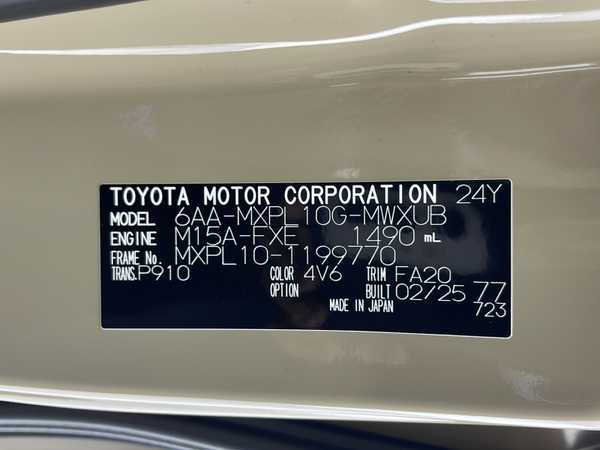 TOYOTA MOTOR CORPORATION 24Y
MODEL 6AA-MXPL10G-MWXUB
ENGINE M15A-FXE 1490 mL
FRAME No. MXPL10-1199770
TRANS. P910 COLOR 4V6 TRIM FA20
OPTION BUILT 02/25 77
MADE IN JAPAN 723